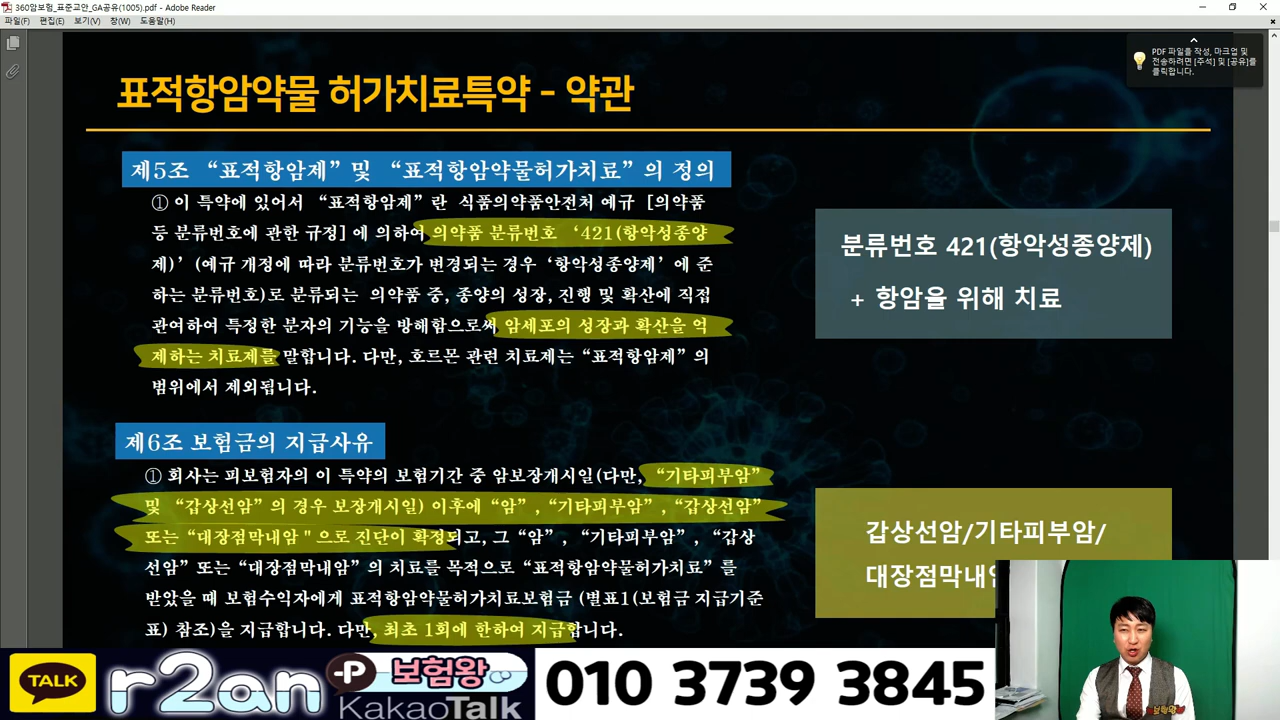 360암보험_표준교안_GA공유(1005).pdf - Adobe Reader
파일(F) 편집(E) 보기(V) 창(W) 도움말(H)
PDF 파일을 작성, 마크업 및
전송하려면 [주석] 및 [공유]를
클릭합니다.
표적항암약물 허가치료특약 - 약관
제5조 “표적항암제” 및 “표적항암약물허가치료” 의 정의
① 이 특약에 있어서 “표적항암제” 란 식품의약품안전처 예규 [의약품
등 분류번호에 관한 규정] 에 의하여 의약품 분류번호 ‘421(항악성종양
제)’ (예규 개정에 따라 분류번호가 변경되는 경우 ‘항악성종양제’ 에 준
하는 분류번호)로 분류되는 의약품 중, 종양의 성장, 진행 및 확산에 직접
관여하여 특정한 분자의 기능을 방해함으로써 암세포의 성장과 확산을 억
제하는 치료제를 말합니다. 다만, 호르몬 관련 치료제는 “표적항암제” 의
범위에서 제외됩니다.
분류번호 421(항악성종양제)
+ 항암을 위해 치료
제6조 보험금의 지급사유
① 회사는 피보험자의 이 특약의 보험기간 중 암보장개시일(다만, “기타피부암”
및 “갑상선암” 의 경우 보장개시일) 이후에 “암” , “기타피부암” , “갑상선암”
또는 “대장점막내암" 으로 진단이 확정되고, 그 “암” , “기타피부암” , “갑상
선암” 또는 “대장점막내암” 의 치료를 목적으로 “표적항암약물허가치료” 를
받았을 때 보험수익자에게 표적항암약물허가치료보험금 (별표1(보험금 지급기준
표) 참조)을 지급합니다. 다만, 최초 1회에 한하여 지급합니다.
갑상선암/기타피부암/
대장점막내암
TALK r2an -P 보험왕 KakaoTalk 010 3739 3845